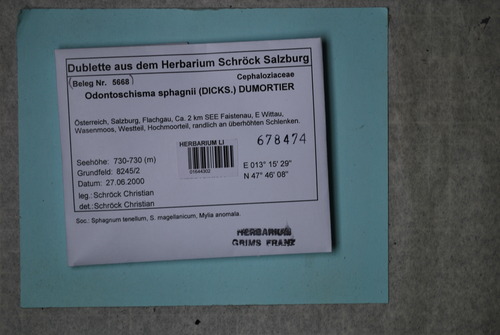 Dublette aus dem Herbarium Schröck Salzburg
(Beleg Nr. 5668) Cephaloziaceae
Odontoschisma sphagnii (DICKS.) DUMORTIER
Österreich, Salzburg, Flachgau, Ca. 2 km SEE Faistenau, E Wittau,
Wasenmoos, Westteil, Hochmoorteil, randlich an überhöhten Schlenken.
HERBARIUM LI
01644302
678474
Seehöhe: 730-730 (m)
E 013° 15' 29"
Grundfeld: 8245/2
N 47° 46' 08"
Datum: 27.06.2000
leg.: Schröck Christian
det.: Schröck Christian
Soc.: Sphagnum tenellum, S. magellanicum, Mylia anomala.
HERBARIUM
GRIMS FRANZ